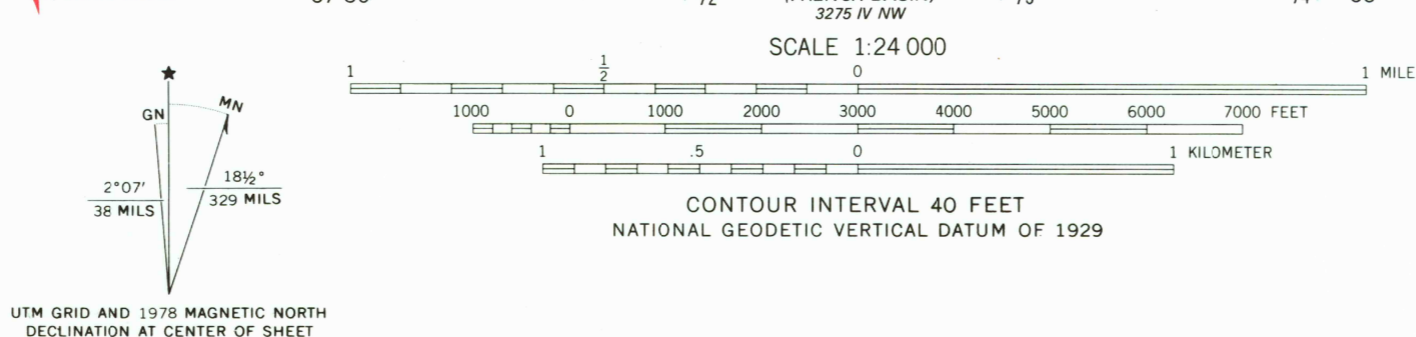 3275 IV NW
SCALE 1:24 000
1 1/2 0 1 MILE
1000 0 1000 2000 3000 4000 5000 6000 7000 FEET
1 .5 0 1 KILOMETER
CONTOUR INTERVAL 40 FEET
NATIONAL GEODETIC VERTICAL DATUM OF 1929
★
GN
MN
2°07′
38 MILS
18½°
329 MILS
UTM GRID AND 1978 MAGNETIC NORTH
DECLINATION AT CENTER OF SHEET